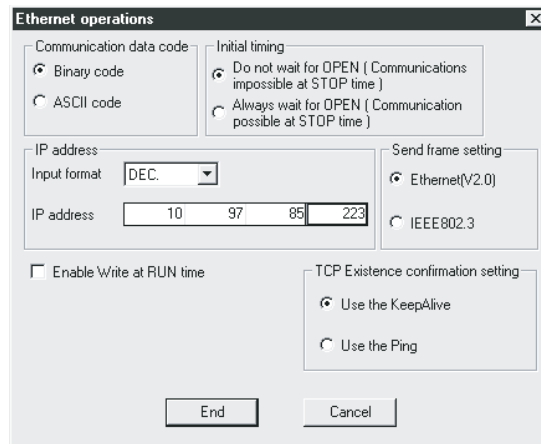 Ethernet operations
Communication data code
Binary code
ASCII code
Initial timing
Do not wait for OPEN ( Communications
impossible at STOP time )
Always wait for OPEN ( Communication
possible at STOP time )
IP address
Input format DEC.
IP address 10 97 85 223
Send frame setting
Ethernet(V2.0)
IEEE802.3
Enable Write at RUN time
TCP Existence confirmation setting
Use the KeepAlive
Use the Ping
End Cancel